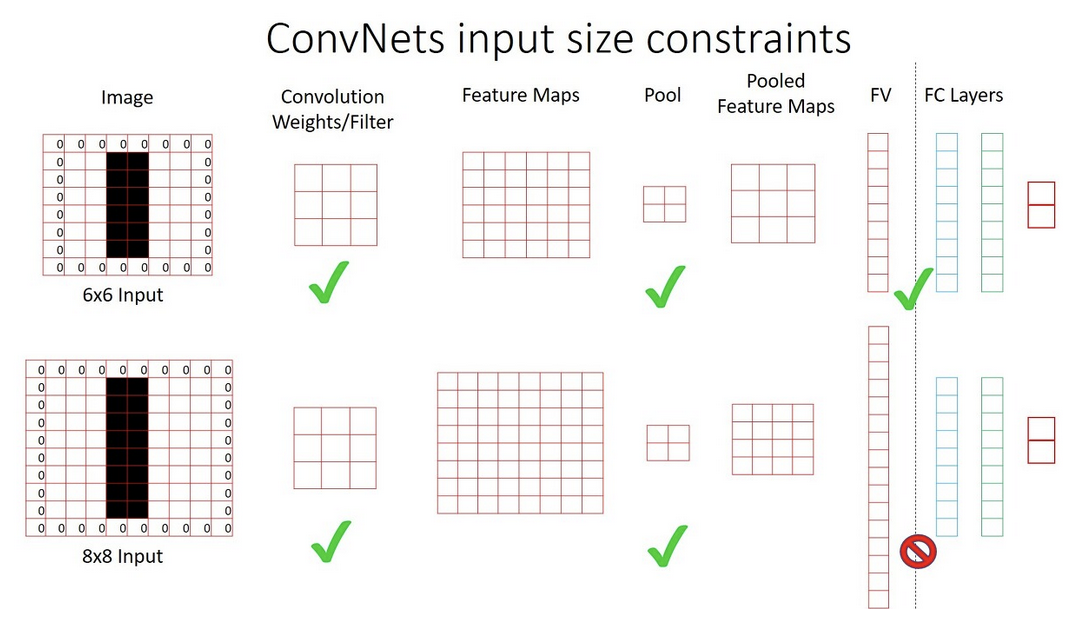 ConvNets input size constraints
Image
Convolution
Weights/Filter
Feature Maps
Pool
Pooled
Feature Maps
FV
FC Layers
0 0 0 0 0 0 0 0
0 0
0 0
0 0
0 0
0 0
0 0
0 0 0 0 0 0 0 0
6x6 Input
0 0 0 0 0 0 0 0 0 0
0 0
0 0
0 0
0 0
0 0
0 0
0 0
0 0
0 0 0 0 0 0 0 0 0 0
8x8 Input